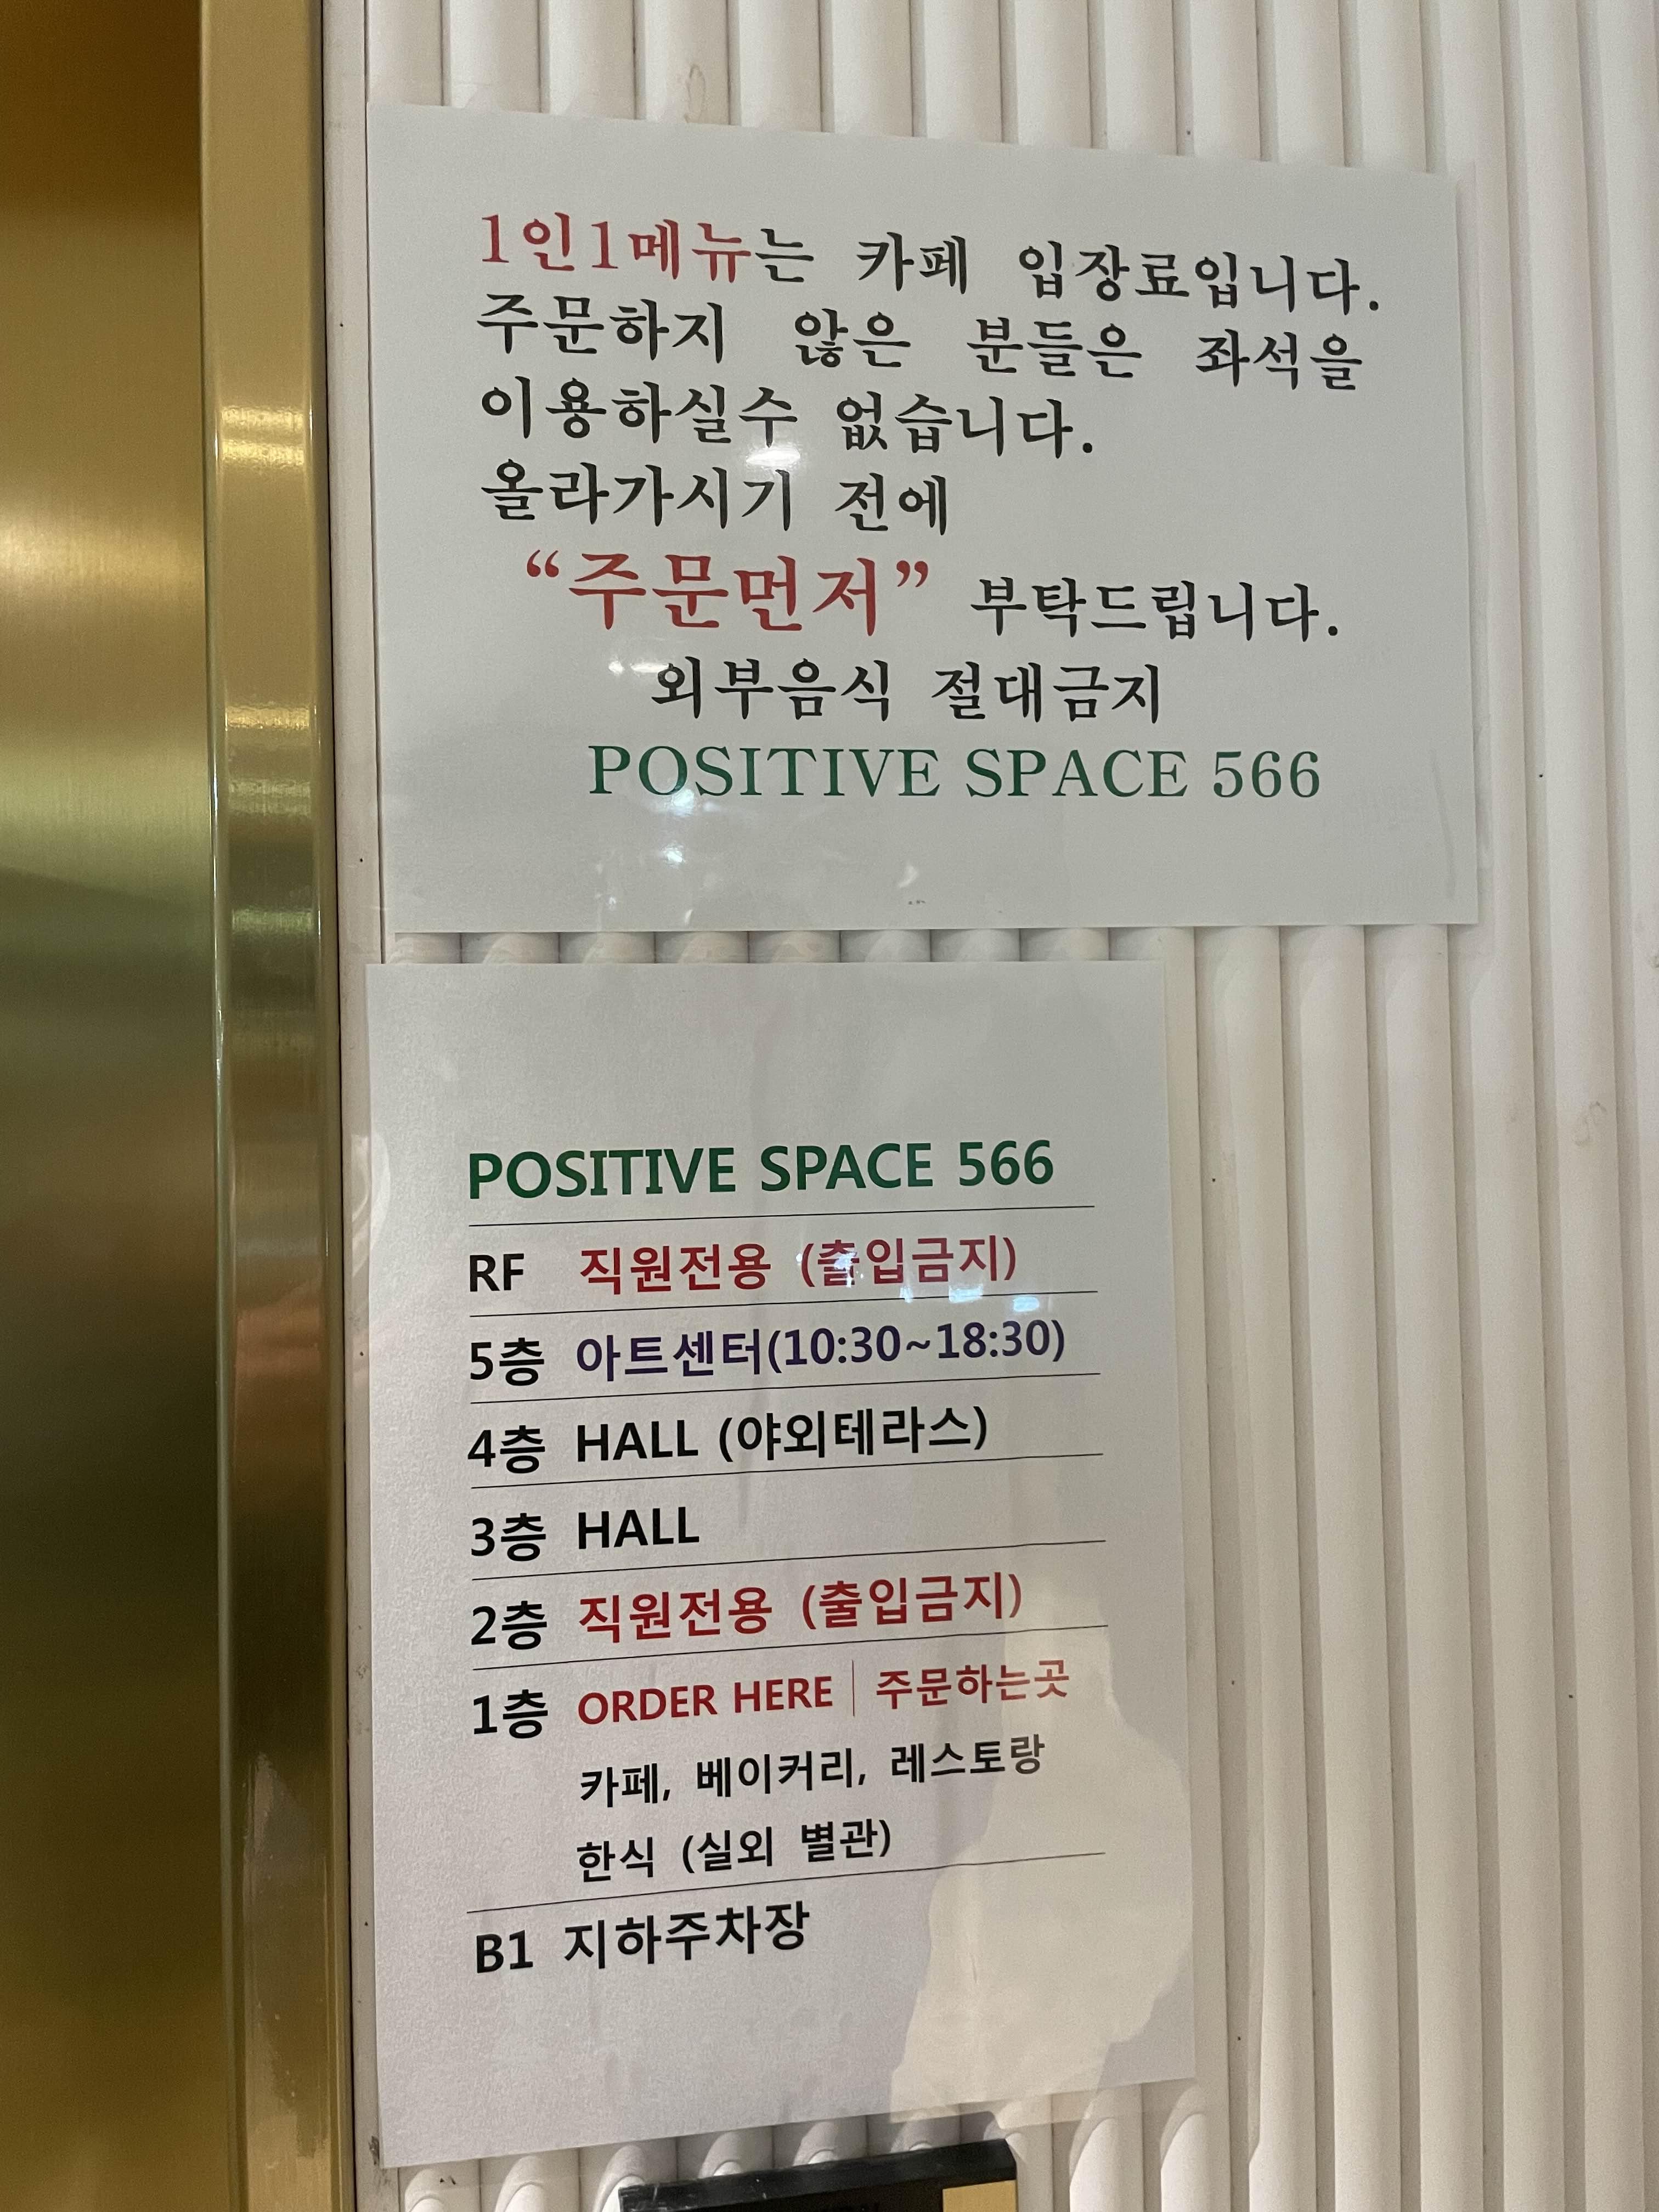 1인1메뉴는 카페 입장료입니다.
주문하지 않은 분들은 좌석을
이용하실수 없습니다.
올라가시기 전에
“주문먼저” 부탁드립니다.
외부음식 절대금지
POSITIVE SPACE 566
POSITIVE SPACE 566
RF 직원전용 (출입금지)
5층 아트센터(10:30~18:30)
4층 HALL (야외테라스)
3층 HALL
2층 직원전용 (출입금지)
1층 ORDER HERE | 주문하는곳
카페, 베이커리, 레스토랑
한식 (실외 별관)
B1 지하주차장